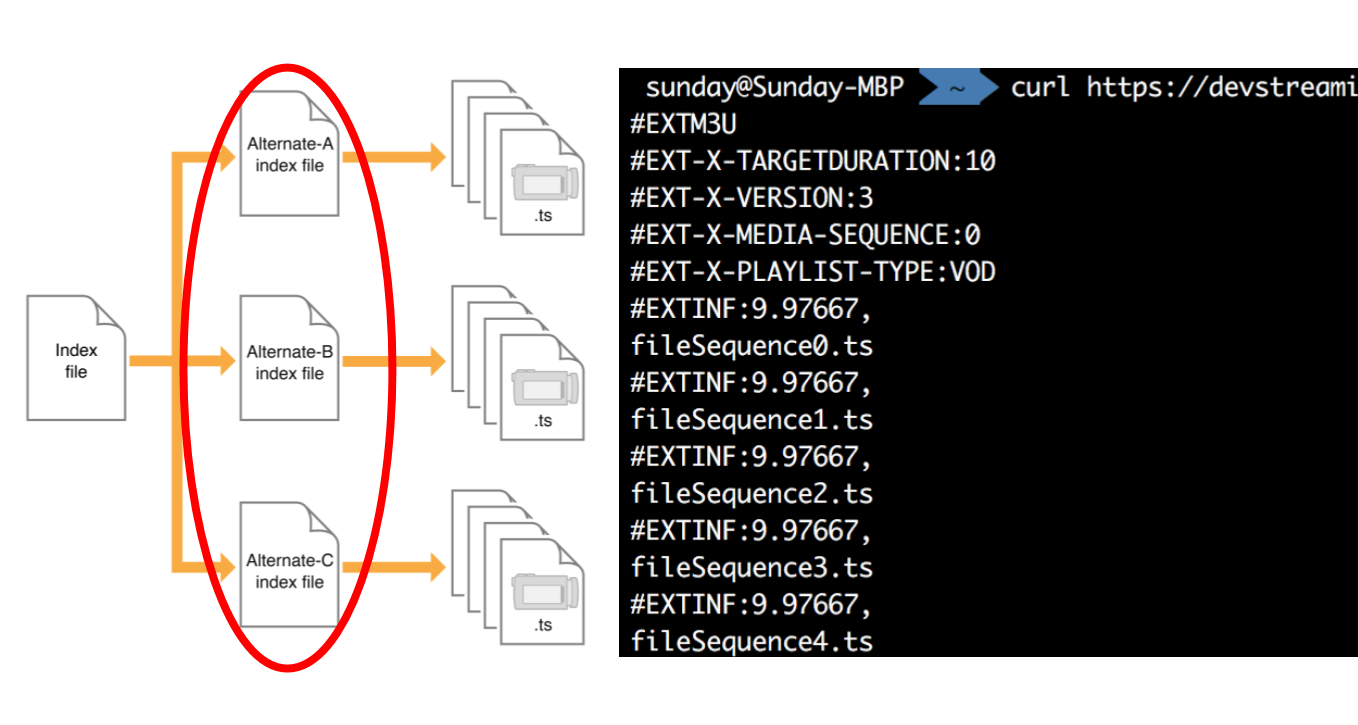 Index
file
Alternate-A
index file
.ts
Alternate-B
index file
.ts
Alternate-C
index file
.ts
sunday@Sunday-MBP ~ curl https://devstreami
#EXTM3U
#EXT-X-TARGETDURATION:10
#EXT-X-VERSION:3
#EXT-X-MEDIA-SEQUENCE:0
#EXT-X-PLAYLIST-TYPE:VOD
#EXTINF:9.97667,
fileSequence0.ts
#EXTINF:9.97667,
fileSequence1.ts
#EXTINF:9.97667,
fileSequence2.ts
#EXTINF:9.97667,
fileSequence3.ts
#EXTINF:9.97667,
fileSequence4.ts